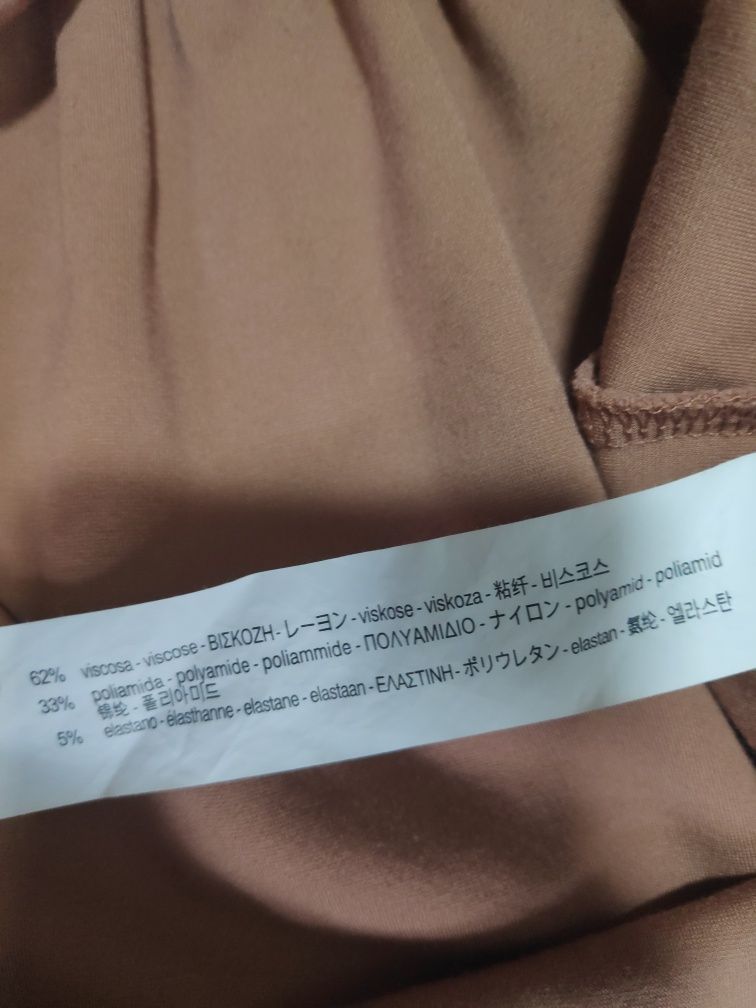 62% viscosa - viscose - ΒΙΣΚΟΖΗ - レーヨン - viskose - viskoza - 粘纤 - 비스코스
33% poliamida - polyamide - poliammide - ΠΟΛΥΑΜΙΔΙΟ - ナイロン - polyamid - poliamid
锦纶 - 폴리아미드
5% elastano - élasthanne - elastane - elastaan - ΕΛΑΣΤΙΝΗ - ポリウレタン - elastan - 氨纶 - 엘라스탄